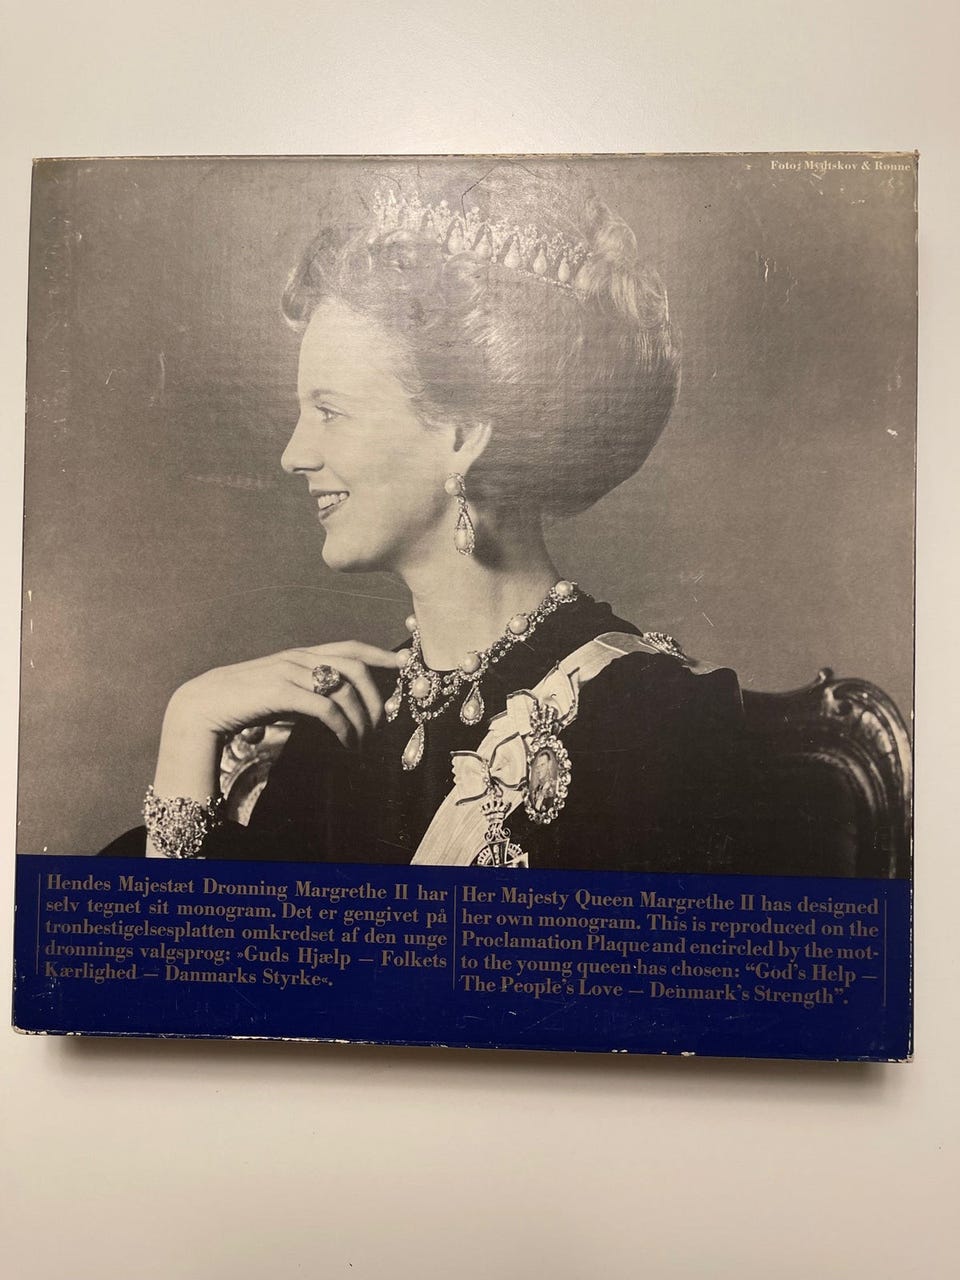 Foto: Mydtskov & Rønne
Hendes Majestæt Dronning Margrethe II har
selv tegnet sit monogram. Det er gengivet på
tronbestigelsesplatten omkredset af den unge
dronnings valgsprog: »Guds Hjælp — Folkets
Kærlighed — Danmarks Styrke«.
Her Majesty Queen Margrethe II has designed
her own monogram. This is reproduced on the
Proclamation Plaque and encircled by the mot-
to the young queen has chosen: “God’s Help —
The People’s Love — Denmark’s Strength”.